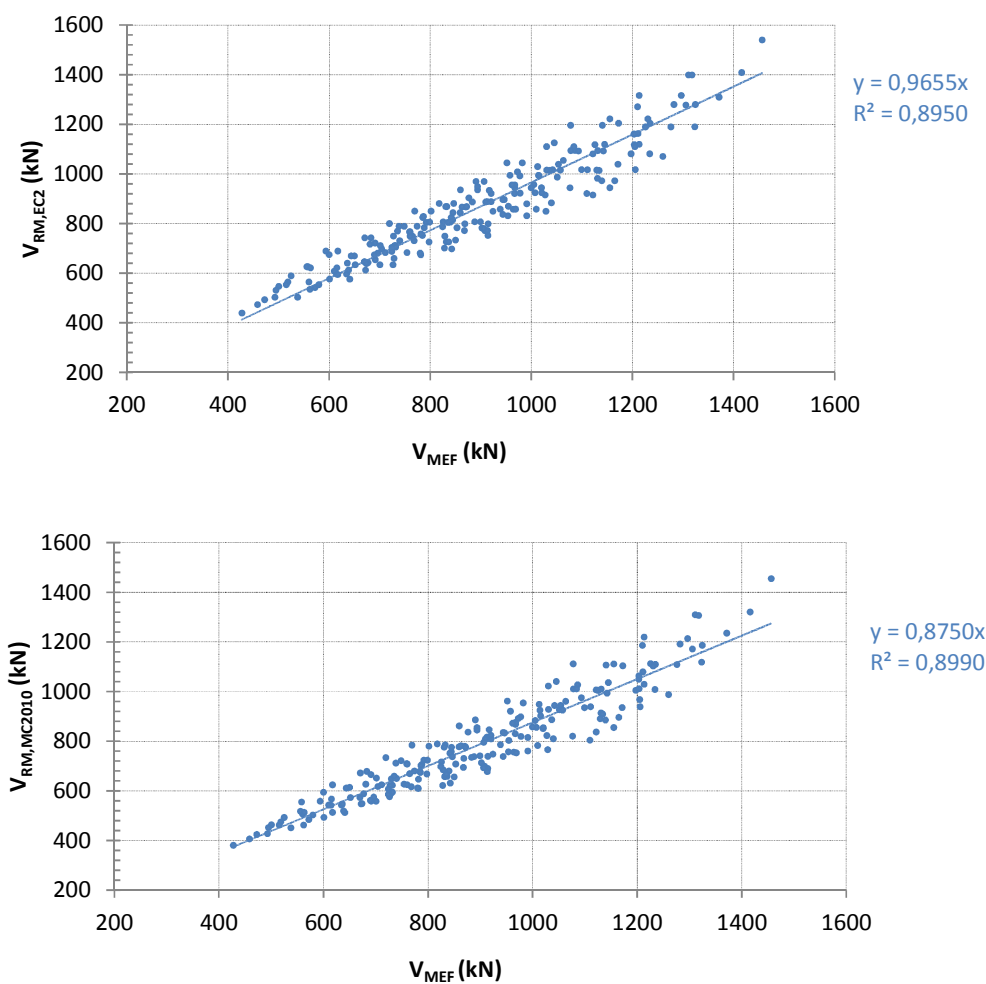 1600
1400
1200
1000
800
600
400
200
V_RM,EC2 (kN)
200 400 600 800 1000 1200 1400 1600
V_MEF (kN)
y = 0,9655x
R² = 0,8950
1600
1400
1200
1000
800
600
400
200
V_RM,MC2010 (kN)
200 400 600 800 1000 1200 1400 1600
V_MEF (kN)
y = 0,8750x
R² = 0,8990